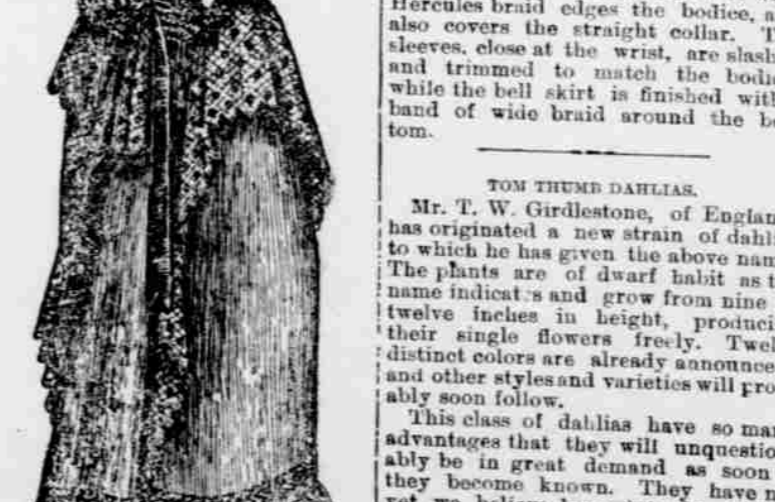 Hercules braid edges the bodice, a
also covers the straight collar. T
sleeves, close at the wrist, are slash
and trimmed to match the bodi
while the bell skirt is finished with
band of wide braid around the b
tom.
TOM THUMB DAHLIAS.
Mr. T. W. Girdlestone, of Englan
has originated a new strain of dahli
to which he has given the above nam
The plants are of dwarf habit as t
name indicates and grow from nine
twelve inches in height, produci
their single flowers freely. Twel
distinct colors are already announce
and other styles and varieties will pro
ably soon follow.
This class of dahlias have so man
advantages that they will unquestio
ably be in great demand as soon
they become known. They have
yet, we believe